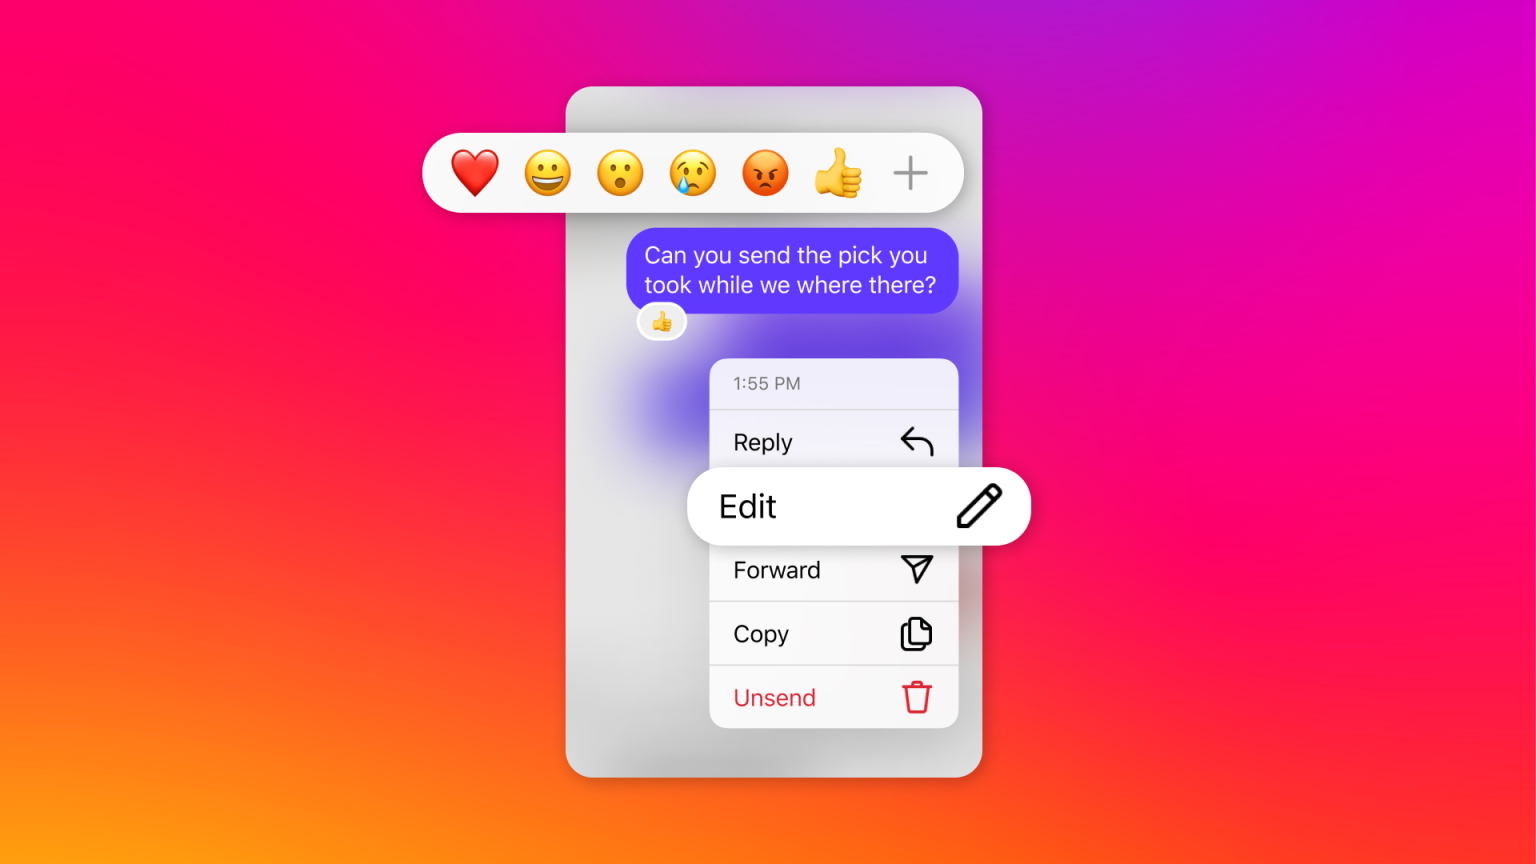 Can you send the pick you
took while we where there?
1:55 PM
Reply
Edit
Forward
Copy
Unsend